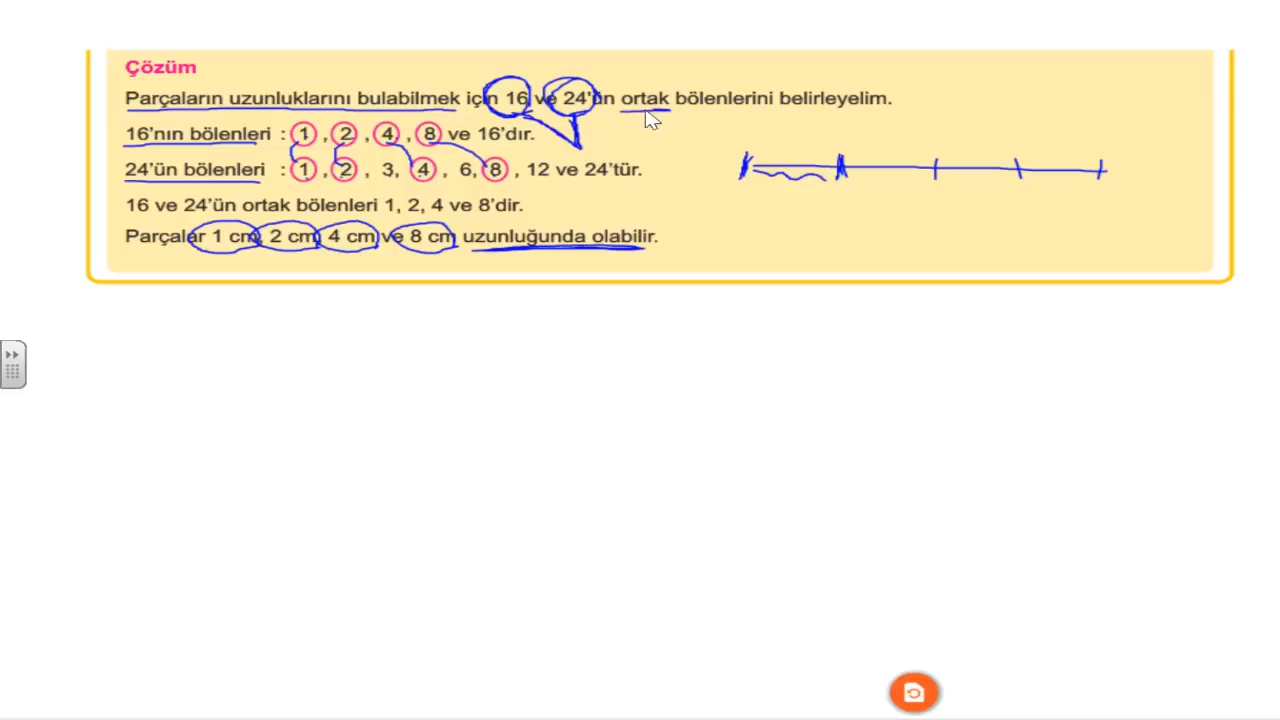 Çözüm
Parçaların uzunluklarını bulabilmek için 16 ve 24’ün ortak bölenlerini belirleyelim.
16’nın bölenleri : 1 , 2 , 4 , 8 ve 16’dır.
24’ün bölenleri : 1 , 2 , 3, 4 , 6, 8 , 12 ve 24’tür.
16 ve 24’ün ortak bölenleri 1, 2, 4 ve 8’dir.
Parçalar 1 cm, 2 cm, 4 cm ve 8 cm uzunluğunda olabilir.